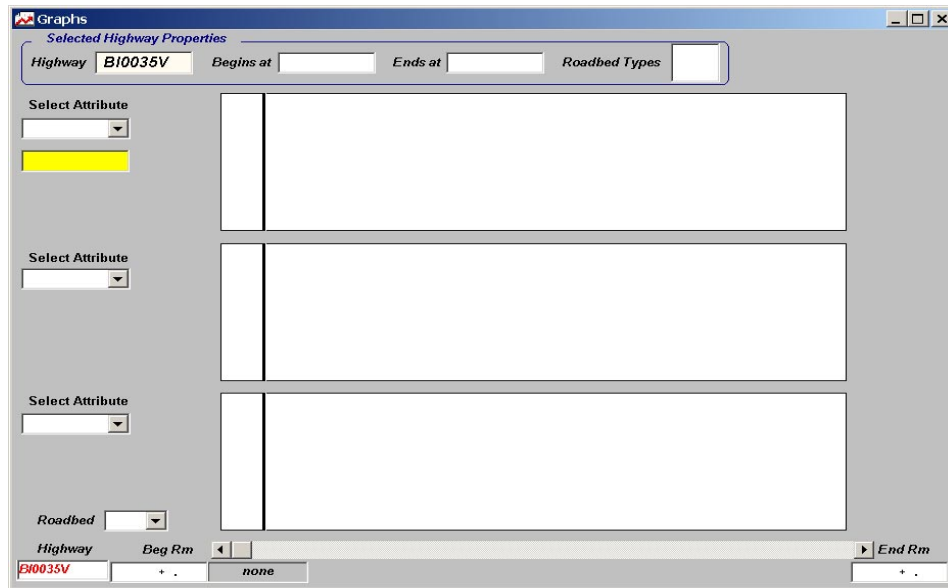 Graphs
Selected Highway Properties
Highway BI0035V Begins at Ends at Roadbed Types
Select Attribute
Select Attribute
Select Attribute
Roadbed
Highway Beg Rm End Rm
BI0035V + . none + .